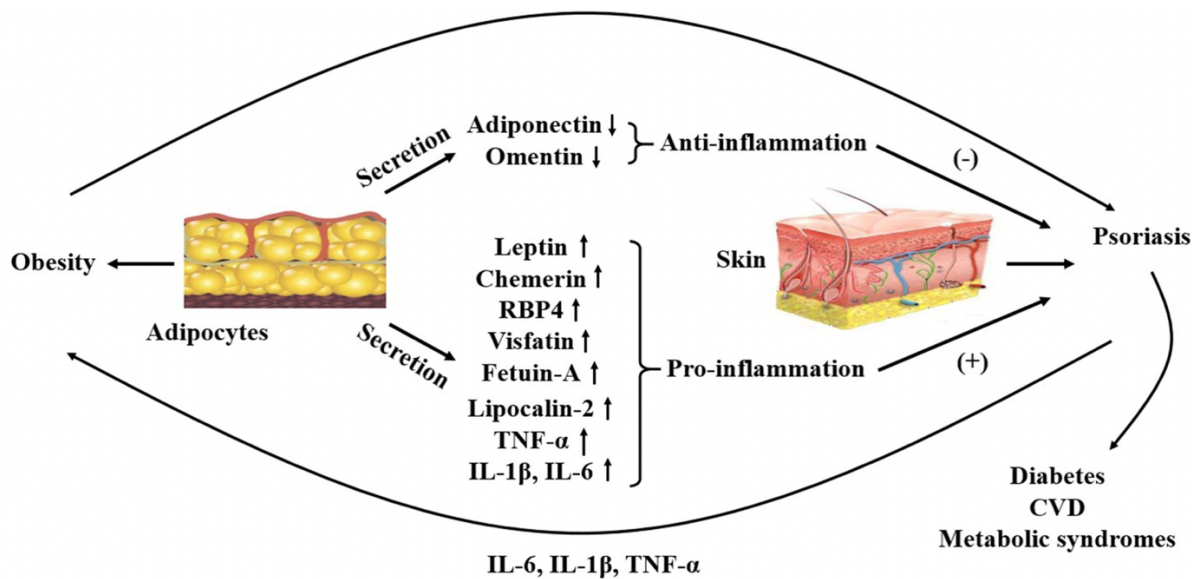 Secretion
Adiponectin ↓
Omentin ↓
Anti-inflammation
(-)
Obesity
Adipocytes
Secretion
Leptin ↑
Chemerin ↑
RBP4 ↑
Visfatin ↑
Fetuin-A ↑
Lipocalin-2 ↑
TNF-α ↑
IL-1β, IL-6 ↑
Pro-inflammation
(+)
Skin
Psoriasis
Diabetes
CVD
Metabolic syndromes
IL-6, IL-1β, TNF-α